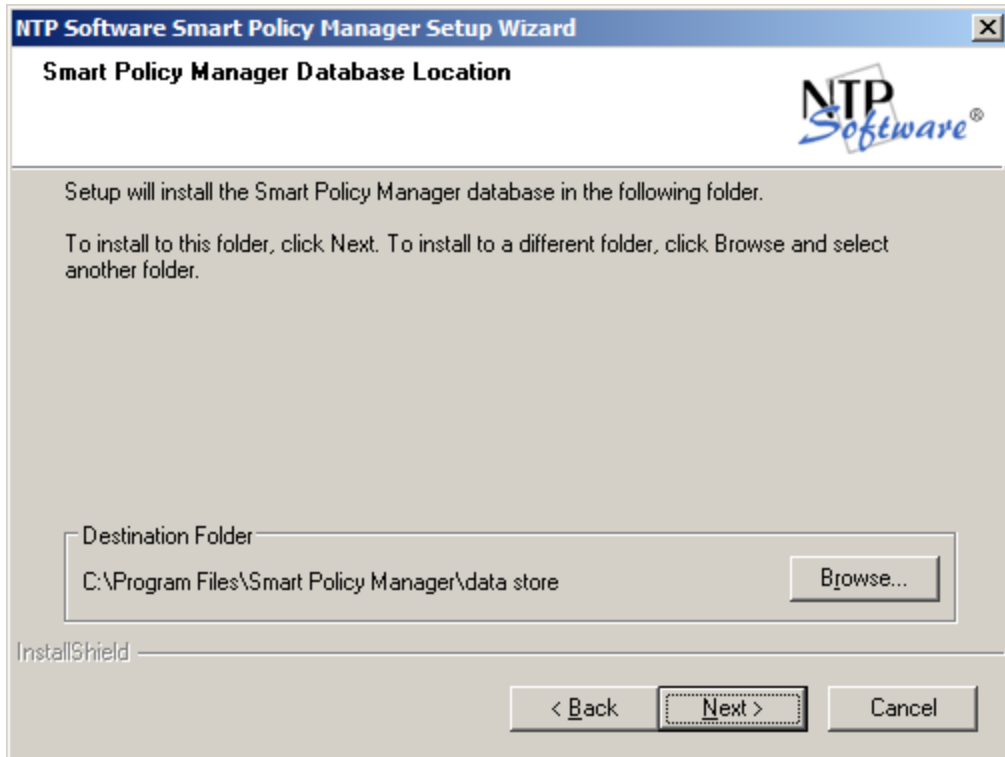 NTP Software Smart Policy Manager Setup Wizard
Smart Policy Manager Database Location
NTP
Software®
Setup will install the Smart Policy Manager database in the following folder.
To install to this folder, click Next. To install to a different folder, click Browse and select
another folder.
Destination Folder
C:\Program Files\Smart Policy Manager\data store
Browse...
InstallShield
< Back
Next >
Cancel